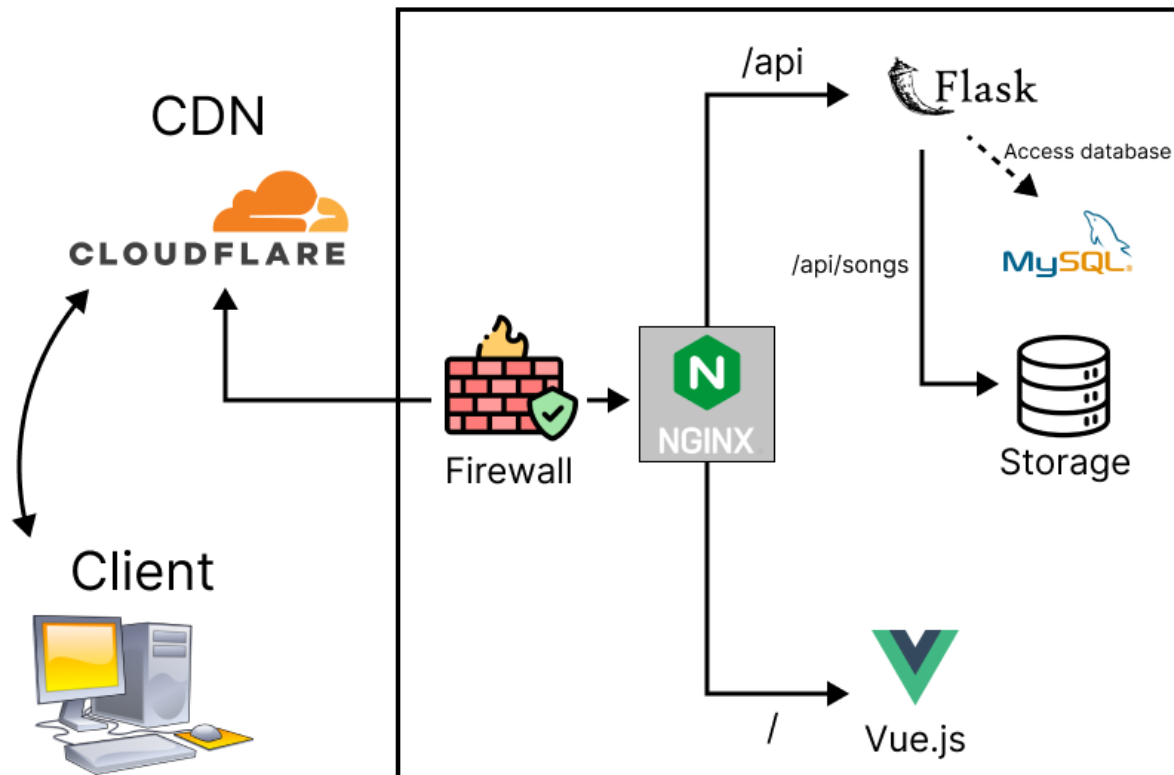 CDN
CLOUDFLARE
Client
Firewall
NGINX
/api
Flask
Access database
MySQL
/api/songs
Storage
/
Vue.js